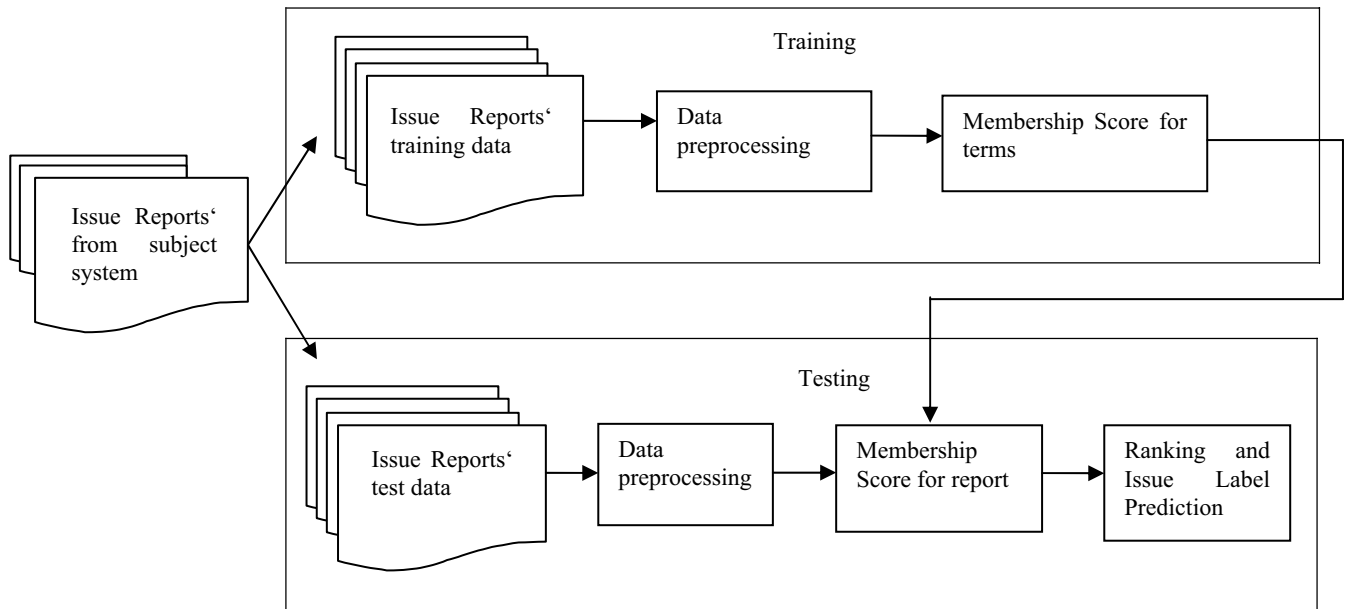 Training
Issue Reports‘
training data
Data
preprocessing
Membership Score for
terms
Issue Reports‘
from subject
system
Testing
Issue Reports‘
test data
Data
preprocessing
Membership
Score for report
Ranking and
Issue Label
Prediction